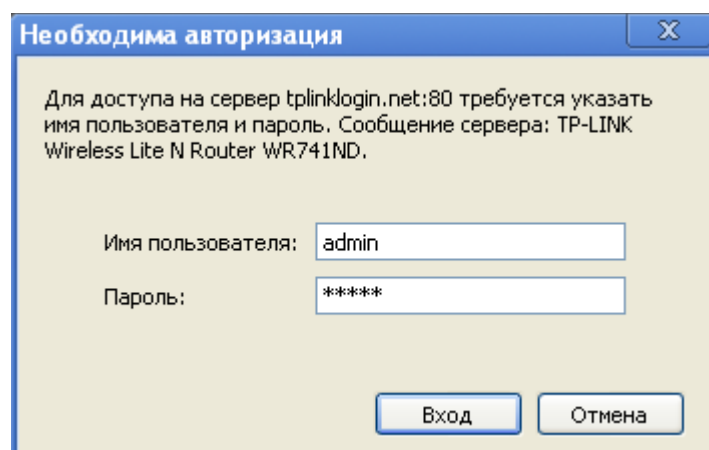 Необходима авторизация
Для доступа на сервер tplinklogin.net:80 требуется указать
имя пользователя и пароль. Сообщение сервера: TP-LINK
Wireless Lite N Router WR741ND.
Имя пользователя: admin
Пароль: *****
Вход Отмена